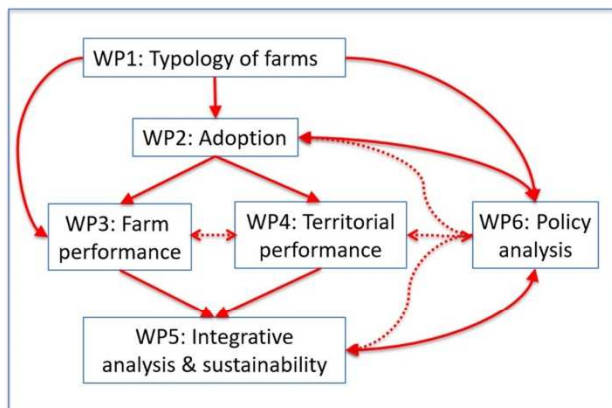 WP1: Typology of farms
WP2: Adoption
WP3: Farm
performance
WP4: Territorial
performance
WP6: Policy
analysis
WP5: Integrative
analysis & sustainability